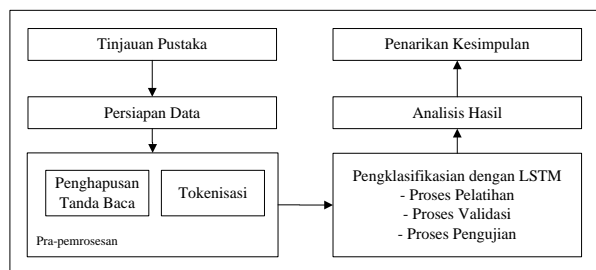 Tinjauan Pustaka
Persiapan Data
Penghapusan
Tanda Baca
Tokenisasi
Pra-pemrosesan
Pengklasifikasian dengan LSTM
- Proses Pelatihan
- Proses Validasi
- Proses Pengujian
Analisis Hasil
Penarikan Kesimpulan